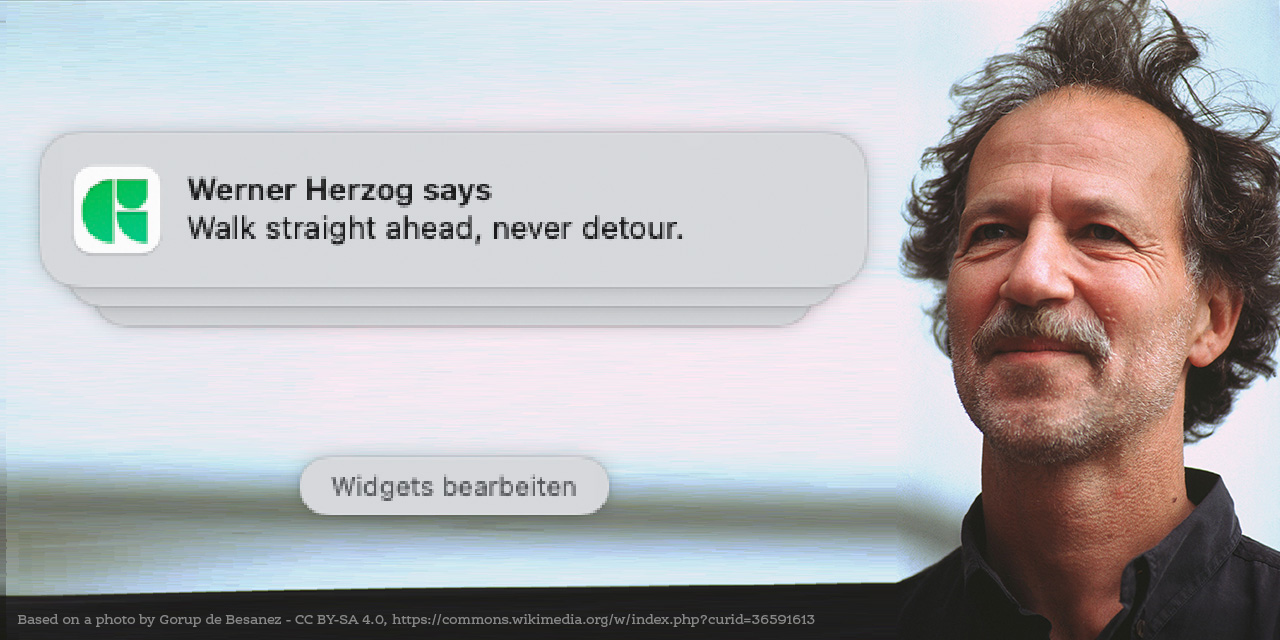 Werner Herzog says
Walk straight ahead, never detour.
Widgets bearbeiten
Based on a photo by Gorup de Besanez - CC BY-SA 4.0, https://commons.wikimedia.org/w/index.php?curid=36591613